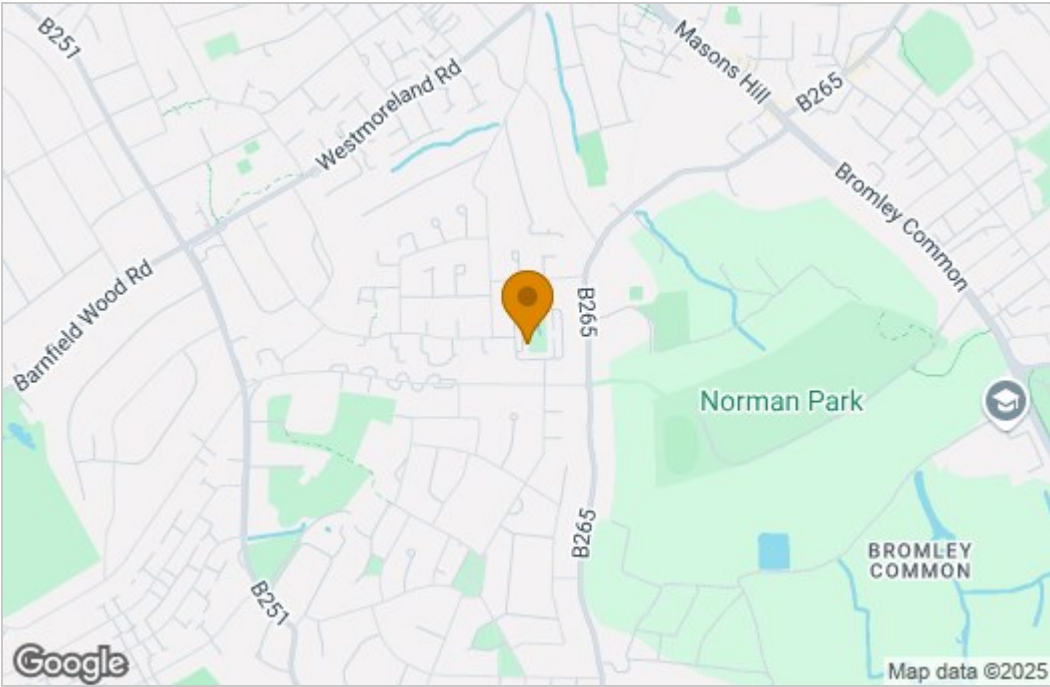 B251
Westmoreland Rd
Masons Hill
B265
Bromley Common
Barnfield Wood Rd
B265
Norman Park
B265
BROMLEY
COMMON
B251
Google
Map data ©2025